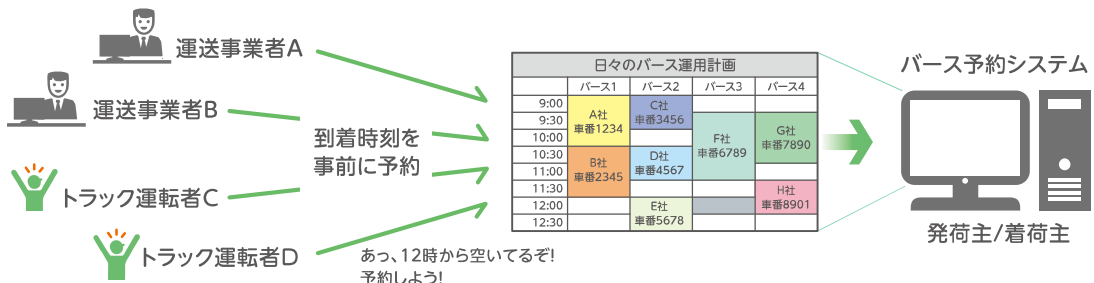 運送事業者A
運送事業者B
トラック運転者C
トラック運転者D
到着時刻を
事前に予約
あっ、12時から空いてるぞ!
予約しよう!
日々のバース運用計画
バース1 バース2 バース3 バース4
9:00
9:30
10:00
10:30
11:00
11:30
12:00
12:30
A社
車番1234
B社
車番2345
C社
車番3456
D社
車番4567
E社
車番5678
F社
車番6789
G社
車番7890
H社
車番8901
バース予約システム
発荷主/着荷主